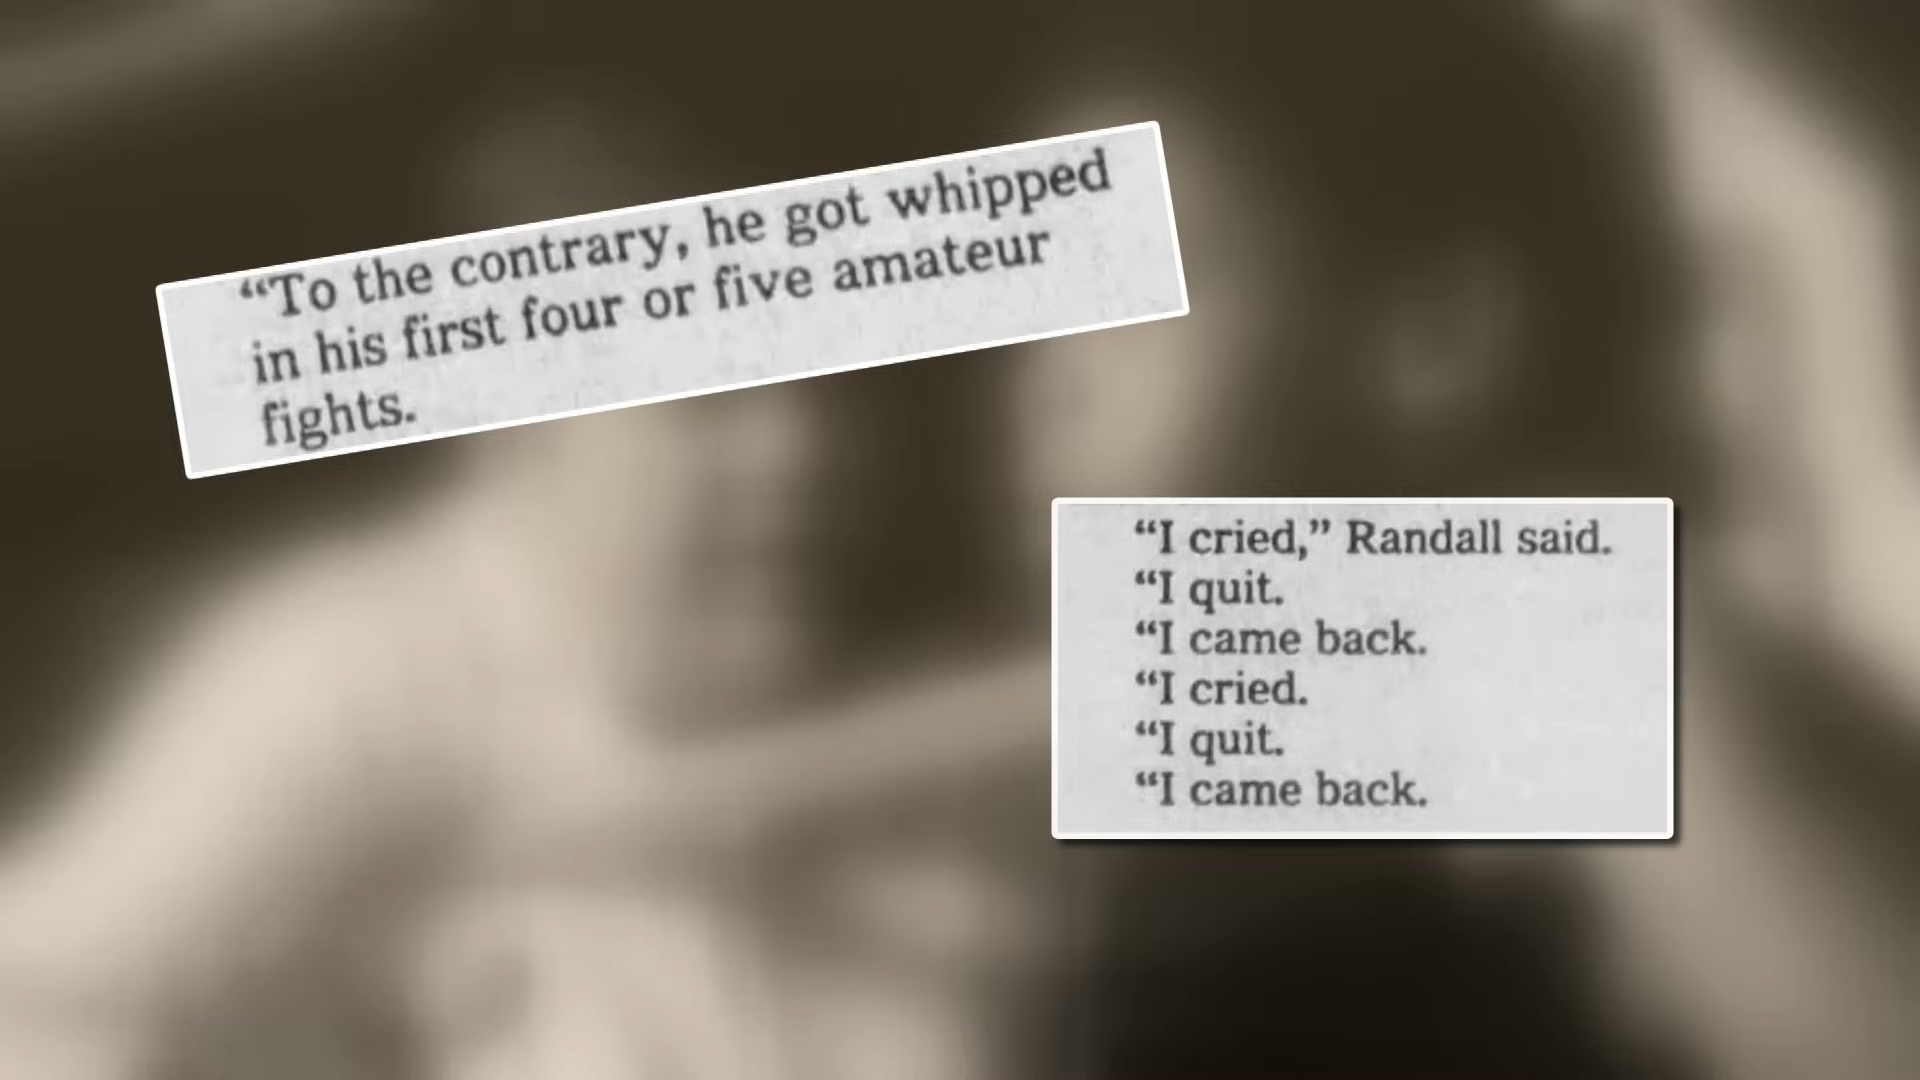 “To the contrary, he got whipped
in his first four or five amateur
fights.
“I cried,” Randall said.
“I quit.
“I came back.
“I cried.
“I quit.
“I came back.